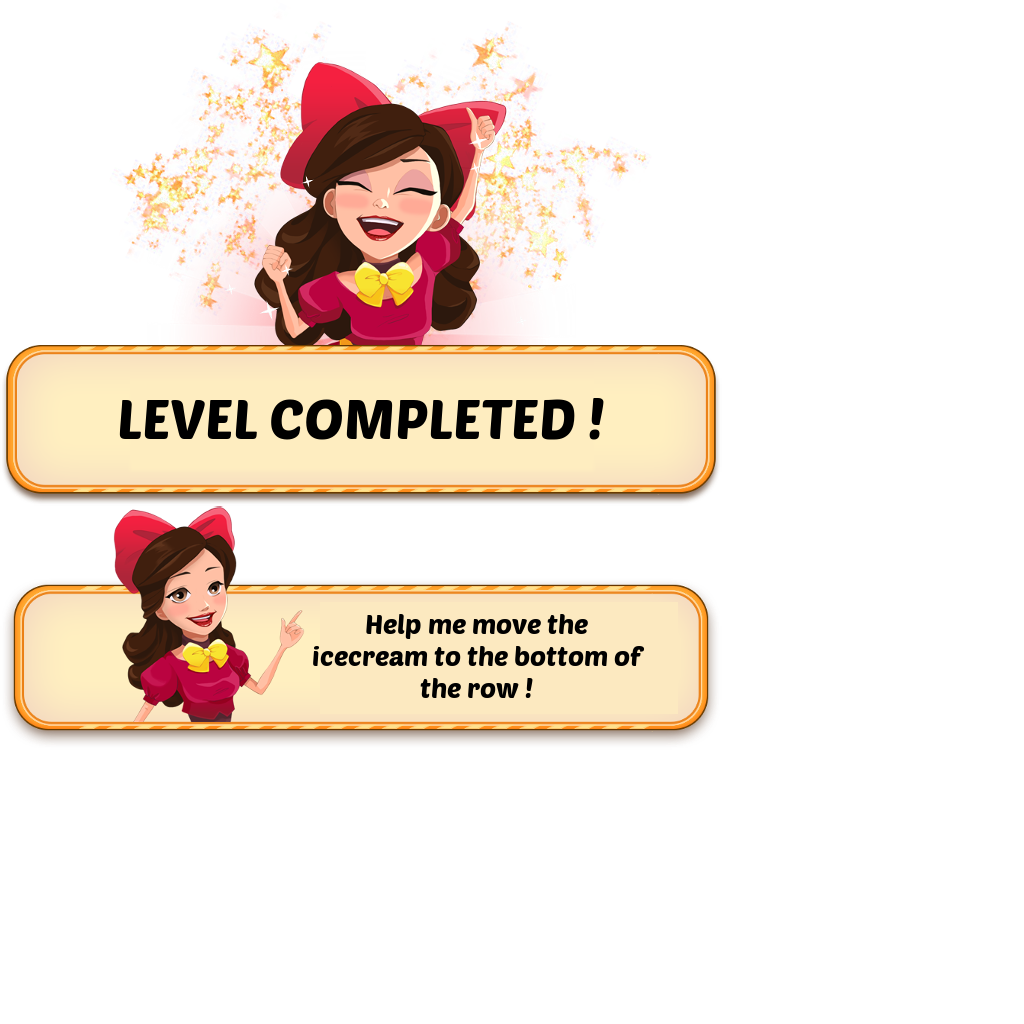 LEVEL COMPLETED !
Help me move the
icecream to the bottom of
the row !